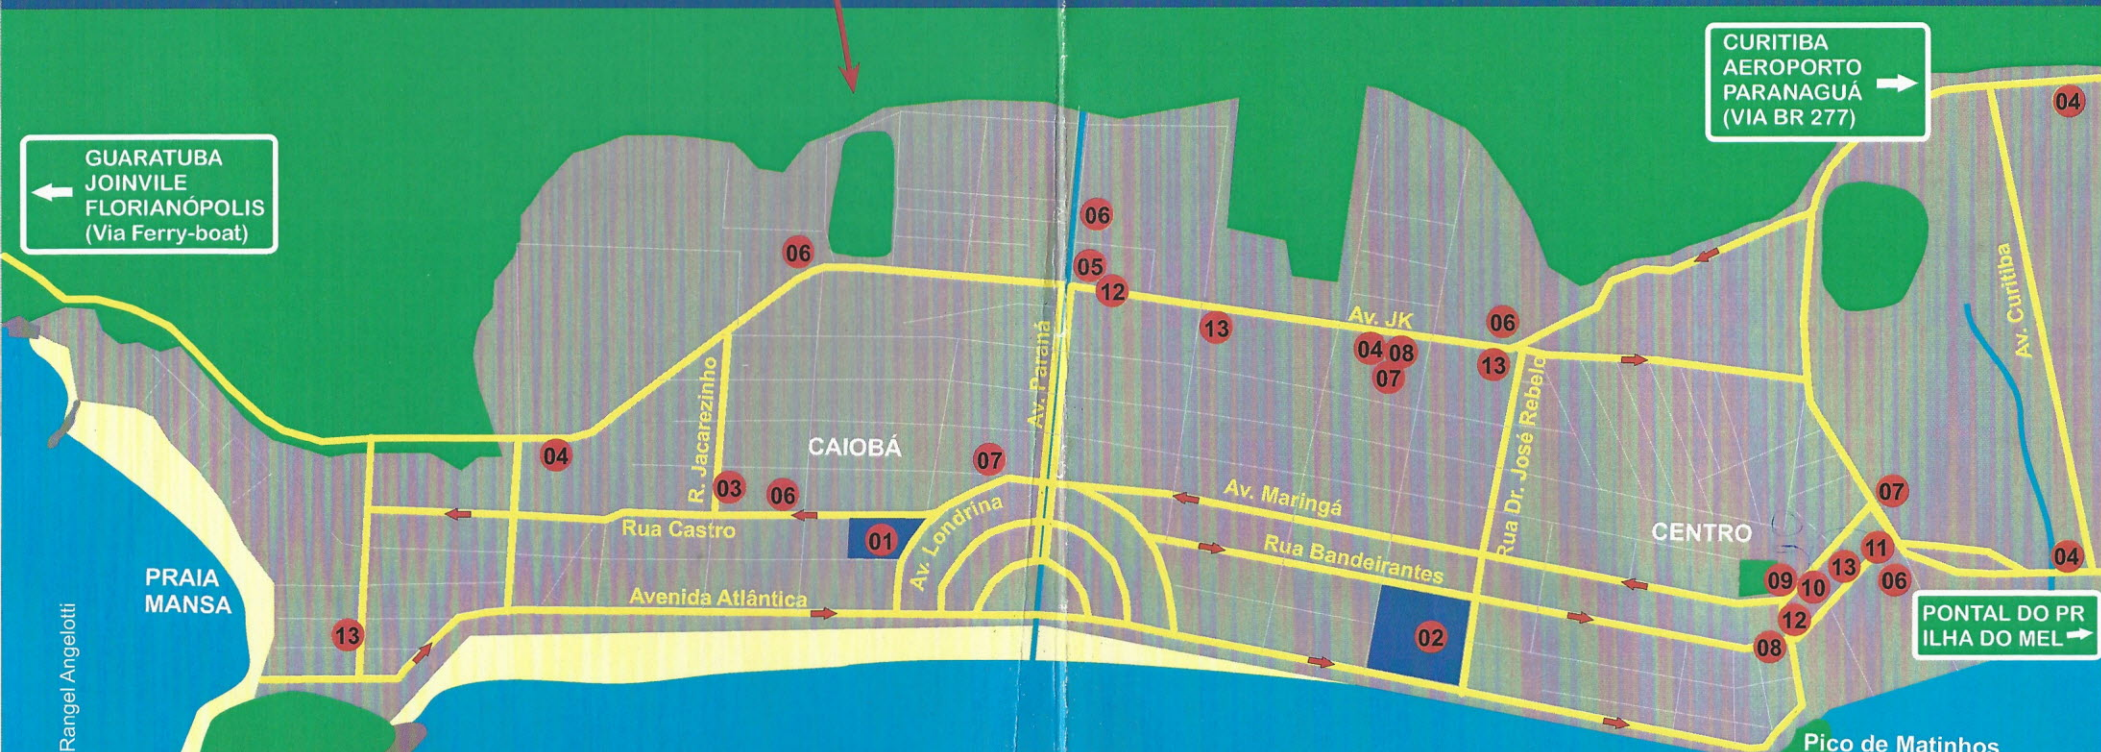 CURITIBA
AEROPORTO
PARANAGUÁ
(VIA BR 277)
04
GUARATUBA
JOINVILE
FLORIANÓPOLIS
(Via Ferry-boat)
06
06
05
12
13
Av. JK
06
04
08
07
13
Av. Curitiba
Av. Paraná
R. Jacarezinho
Rua Dr. José Rebelo
CAIOBÁ
04
07
03
06
Rua Castro
01
Av. Londrina
Av. Maringá
Rua Bandeirantes
CENTRO
07
11
13
06
04
09
10
12
08
PRAIA
MANSA
Avenida Atlântica
13
02
PONTAL DO PR
ILHA DO MEL
Rangel Angelotti
Pico de Matinhos